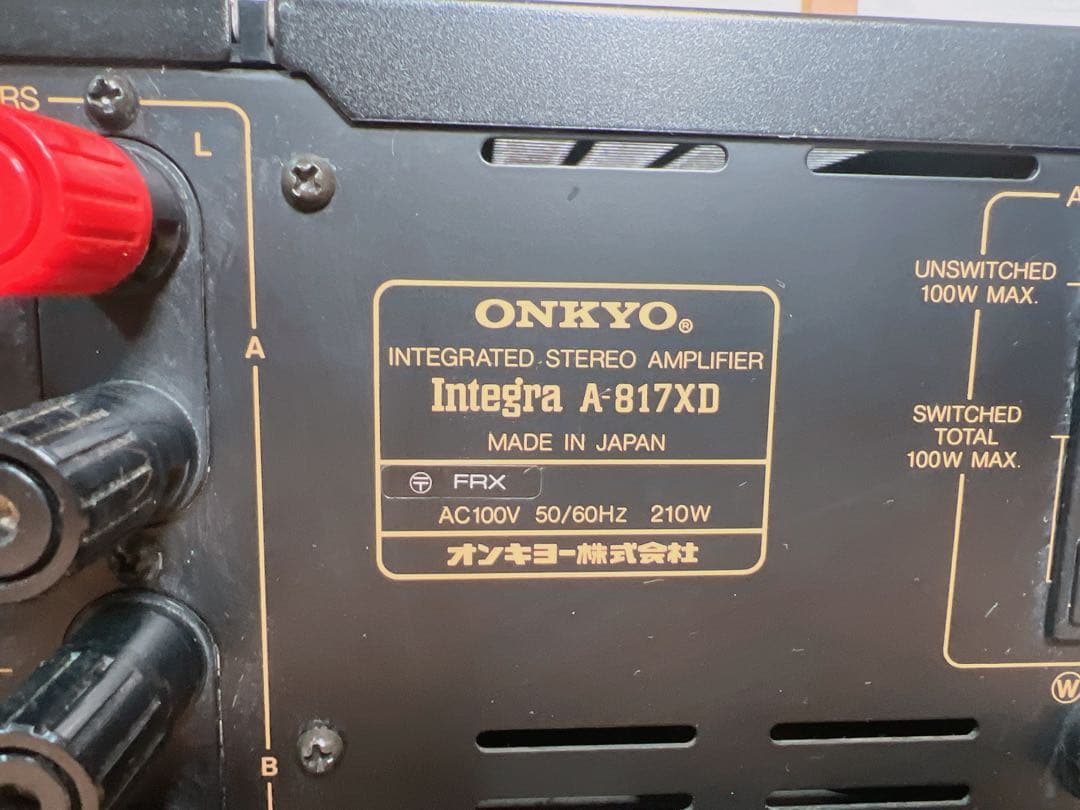 RS
L
A
B
ONKYO®
INTEGRATED STEREO AMPLIFIER
Integra A-817XD
MADE IN JAPAN
〶 FRX
AC100V 50/60Hz 210W
オンキヨー株式会社
A
UNSWITCHED
100W MAX.
SWITCHED
TOTAL
100W MAX.
W